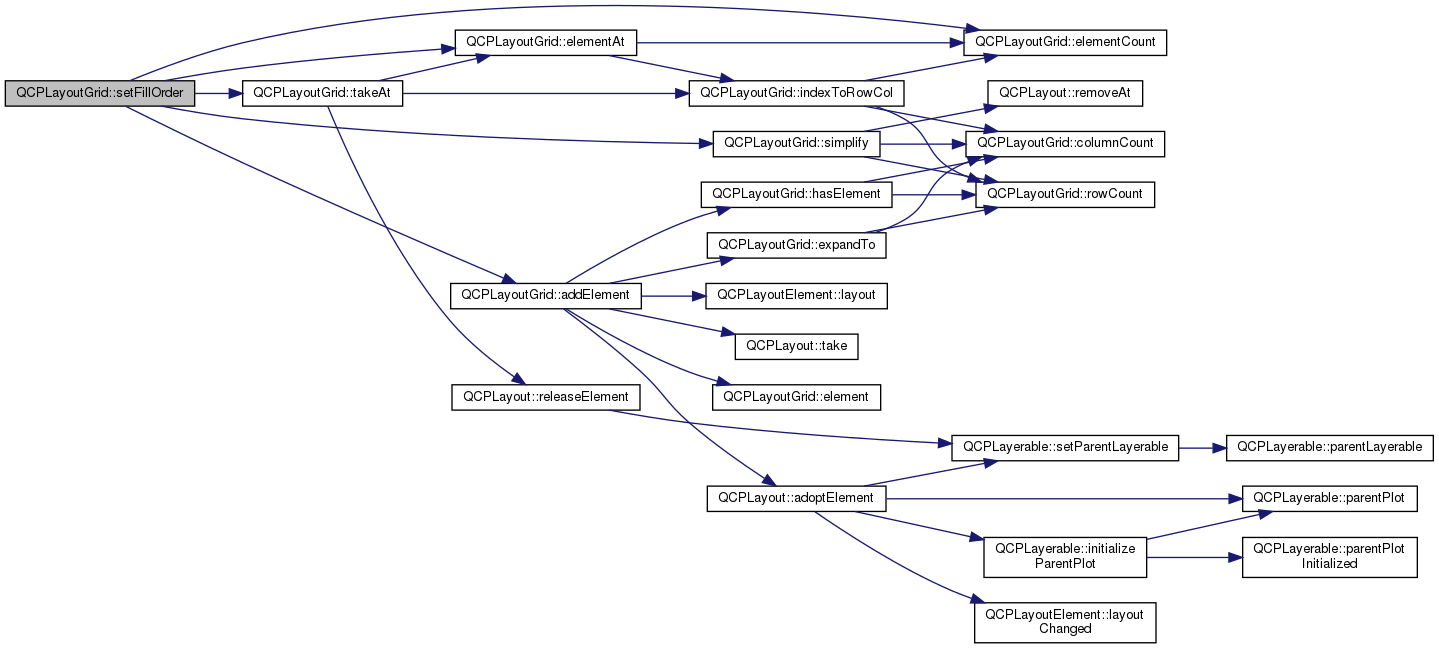 QCPLayoutGrid::setFillOrder
QCPLayoutGrid::elementAt
QCPLayoutGrid::elementCount
QCPLayoutGrid::takeAt
QCPLayoutGrid::indexToRowCol
QCPLayout::removeAt
QCPLayoutGrid::simplify
QCPLayoutGrid::columnCount
QCPLayoutGrid::hasElement
QCPLayoutGrid::rowCount
QCPLayoutGrid::expandTo
QCPLayoutGrid::addElement
QCPLayoutElement::layout
QCPLayout::take
QCPLayout::releaseElement
QCPLayoutGrid::element
QCPLayerable::setParentLayerable
QCPLayerable::parentLayerable
QCPLayout::adoptElement
QCPLayerable::parentPlot
QCPLayerable::initialize
ParentPlot
QCPLayerable::parentPlot
Initialized
QCPLayoutElement::layout
Changed